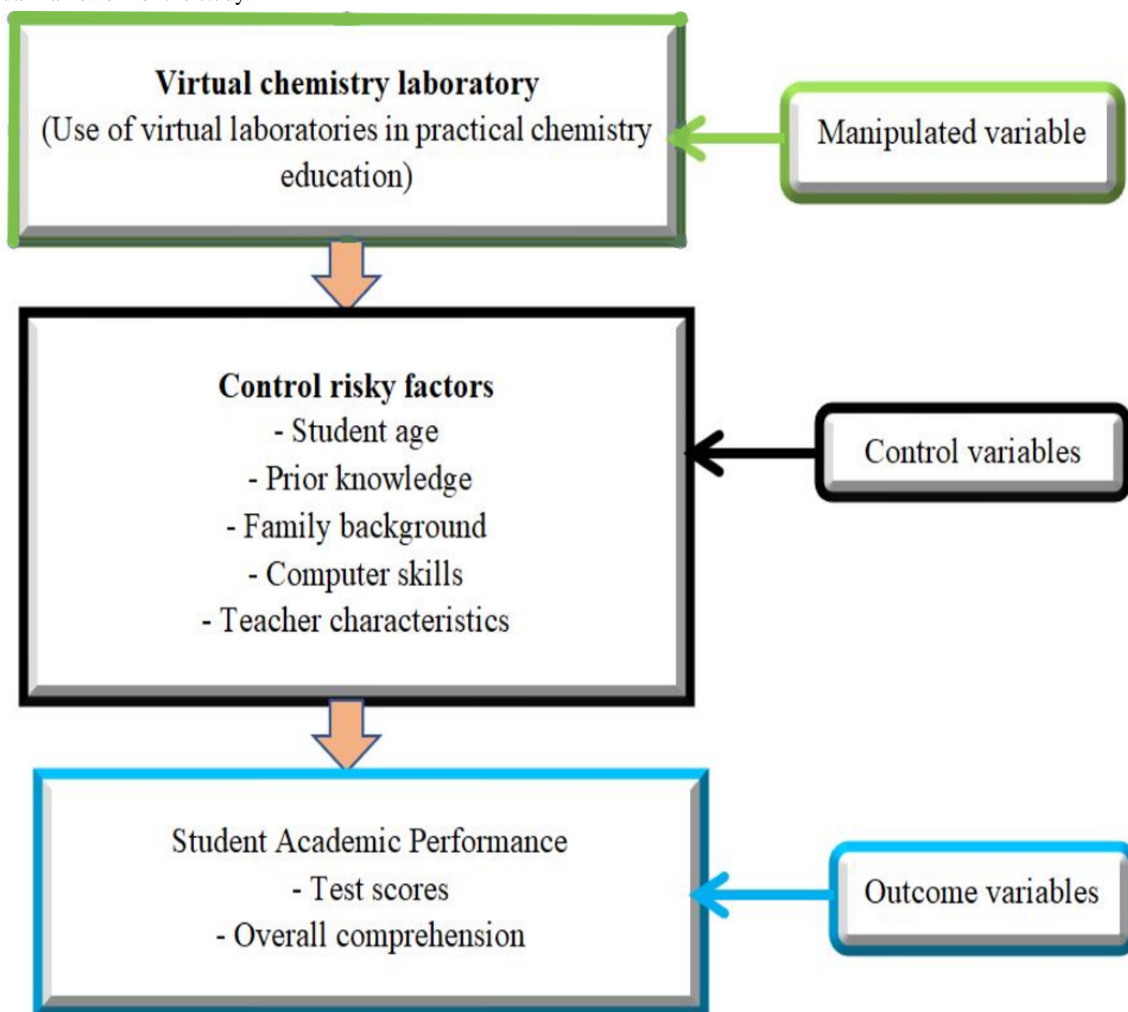 Virtual chemistry laboratory
(Use of virtual laboratories in practical chemistry
education)
Manipulated variable
Control risky factors
- Student age
- Prior knowledge
- Family background
- Computer skills
- Teacher characteristics
Control variables
Student Academic Performance
- Test scores
- Overall comprehension
Outcome variables